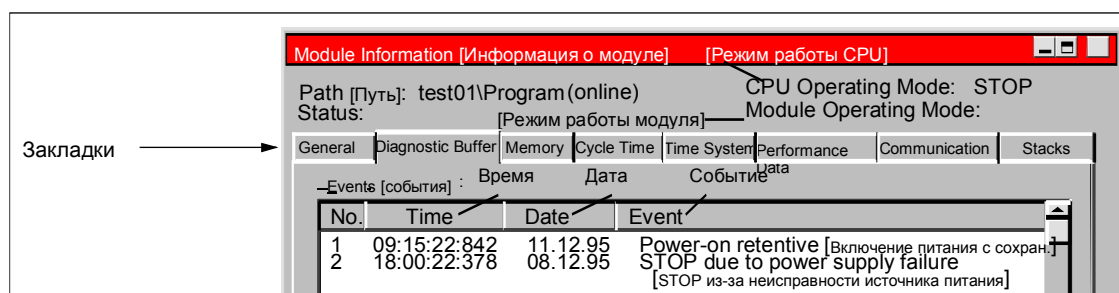 Module Information [Информация о модуле] [Режим работы CPU]
Path [Путь]: test01\Program (online) CPU Operating Mode: STOP
Status: Module Operating Mode:
[Режим работы модуля]
Закладки
General Diagnostic Buffer Memory Cycle Time Time System Performance Data Communication Stacks
Events [события] : Время Дата Событие
No. Time Date Event
1 09:15:22:842 11.12.95 Power-on retentive [Включение питания с сохран.]
2 18:00:22:378 08.12.95 STOP due to power supply failure
[STOP из-за неисправности источника питания]